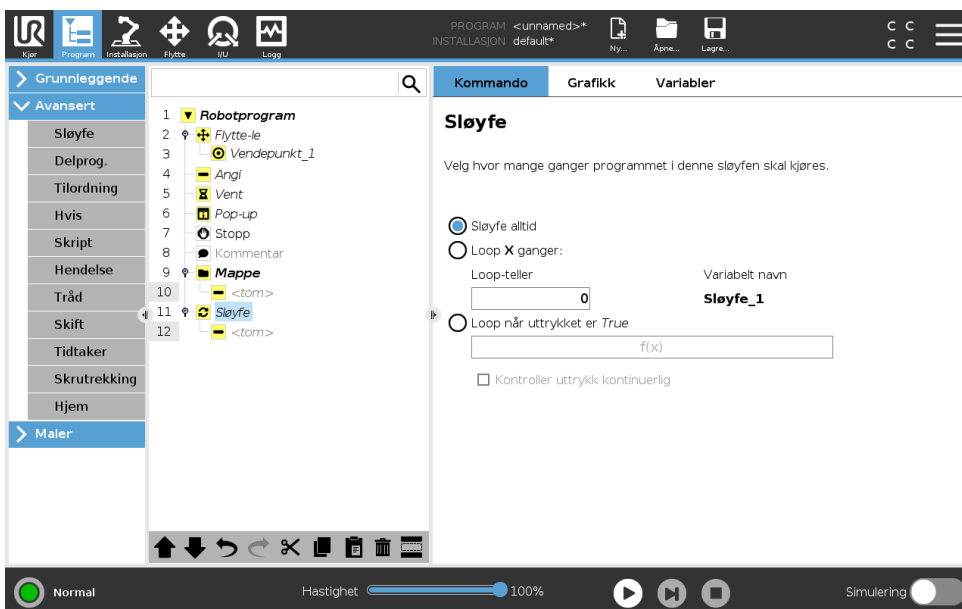 PROGRAM <unnamed>*
INSTALLASJON default*
Kjør Program Installasjon Flytte I/U Logg Ny... Åpne... Lagre...
C C
C C
Grunnleggende
Avansert
Sløyfe
Delprog.
Tilordning
Hvis
Skript
Hendelse
Tråd
Skift
Tidtaker
Skrutrekking
Hjem
Maler
1 Robotprogram
2 Flytte-le
3 Vendepunkt_1
4 Angi
5 Vent
6 Pop-up
7 Stopp
8 Kommentar
9 Mappe
10 <tom>
11 Sløyfe
12 <tom>
Kommando Grafikk Variabler
Sløyfe
Velg hvor mange ganger programmet i denne sløyfen skal kjøres.
Sløyfe alltid
Loop X ganger:
Loop-teller Variabelt navn
0 Sløyfe_1
Loop når uttrykket er True
f(x)
Kontroller uttrykk kontinuerlig
Normal Hastighet 100% Simulering